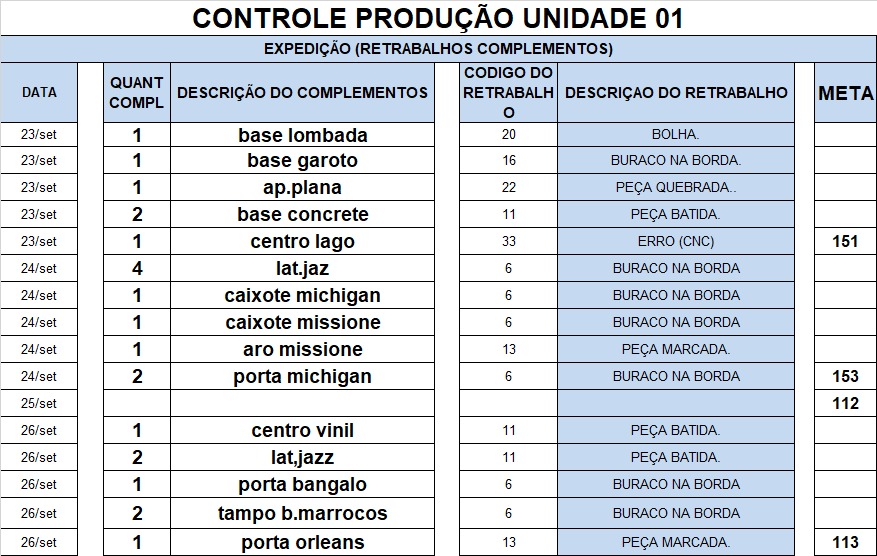 CONTROLE PRODUÇÃO UNIDADE 01
EXPEDIÇÃO (RETRABALHOS COMPLEMENTOS)
DATA QUANT COMPL DESCRIÇÃO DO COMPLEMENTOS CODIGO DO RETRABALH O DESCRIÇAO DO RETRABALHO META
23/set 1 base lombada 20 BOLHA.
23/set 1 base garoto 16 BURACO NA BORDA.
23/set 1 ap.plana 22 PEÇA QUEBRADA..
23/set 2 base concrete 11 PEÇA BATIDA.
23/set 1 centro lago 33 ERRO (CNC) 151
24/set 4 lat.jaz 6 BURACO NA BORDA
24/set 1 caixote michigan 6 BURACO NA BORDA
24/set 1 caixote missione 6 BURACO NA BORDA
24/set 1 aro missione 13 PEÇA MARCADA.
24/set 2 porta michigan 6 BURACO NA BORDA 153
25/set 112
26/set 1 centro vinil 11 PEÇA BATIDA.
26/set 2 lat,jazz 11 PEÇA BATIDA.
26/set 1 porta bangalo 6 BURACO NA BORDA
26/set 2 tampo b.marrocos 6 BURACO NA BORDA
26/set 1 porta orleans 13 PEÇA MARCADA. 113